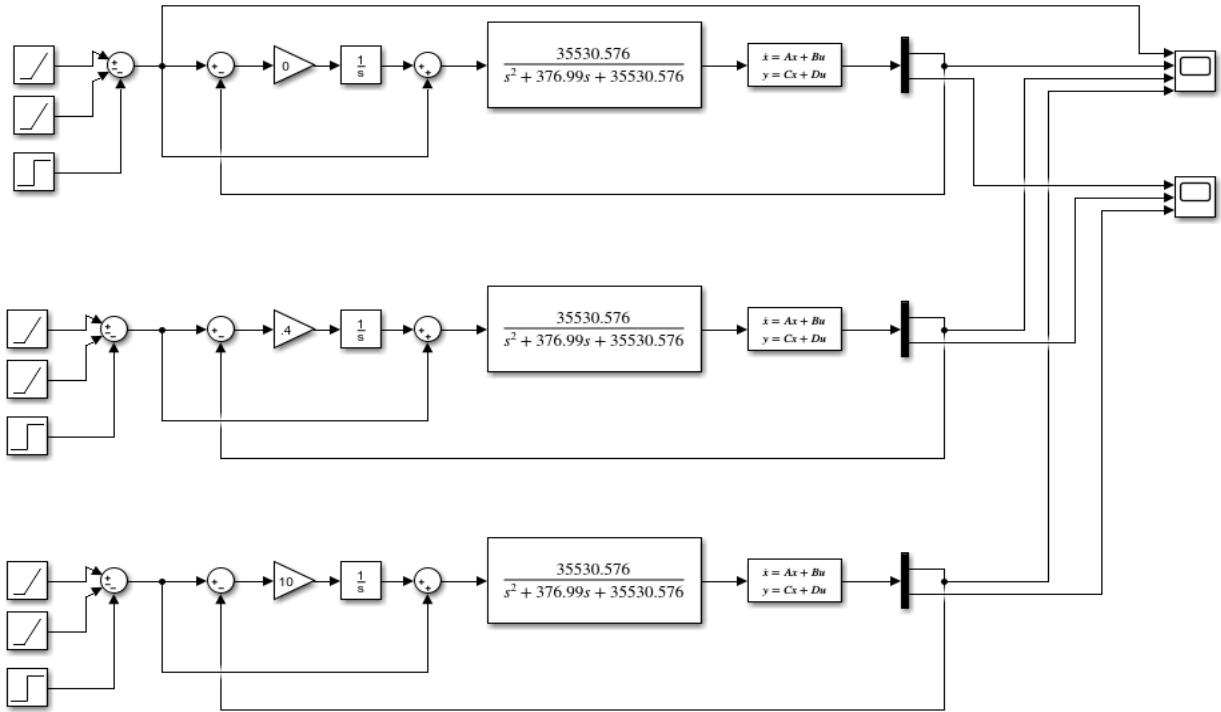 0
1
s
35530.576
s² + 376.99s + 35530.576
ẋ = Ax + Bu
y = Cx + Du
.4
1
s
35530.576
s² + 376.99s + 35530.576
ẋ = Ax + Bu
y = Cx + Du
10
1
s
35530.576
s² + 376.99s + 35530.576
ẋ = Ax + Bu
y = Cx + Du